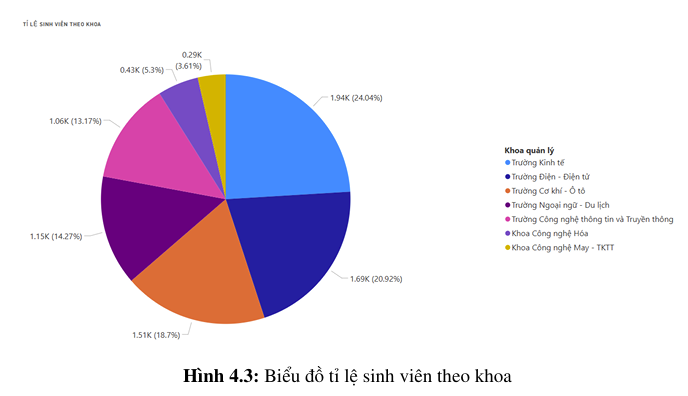 TỈ LỆ SINH VIÊN THEO KHOA
0.29K
(3.61%)
0.43K (5.3%)
1.94K (24.04%)
1.06K (13.17%)
1.15K (14.27%)
1.69K (20.92%)
1.51K (18.7%)
Khoa quản lý
Trường Kinh tế
Trường Điện - Điện tử
Trường Cơ khí - Ô tô
Trường Ngoại ngữ - Du lịch
Trường Công nghệ thông tin và Truyền thông
Khoa Công nghệ Hóa
Khoa Công nghệ May - TKTT
Hình 4.3: Biểu đồ tỉ lệ sinh viên theo khoa